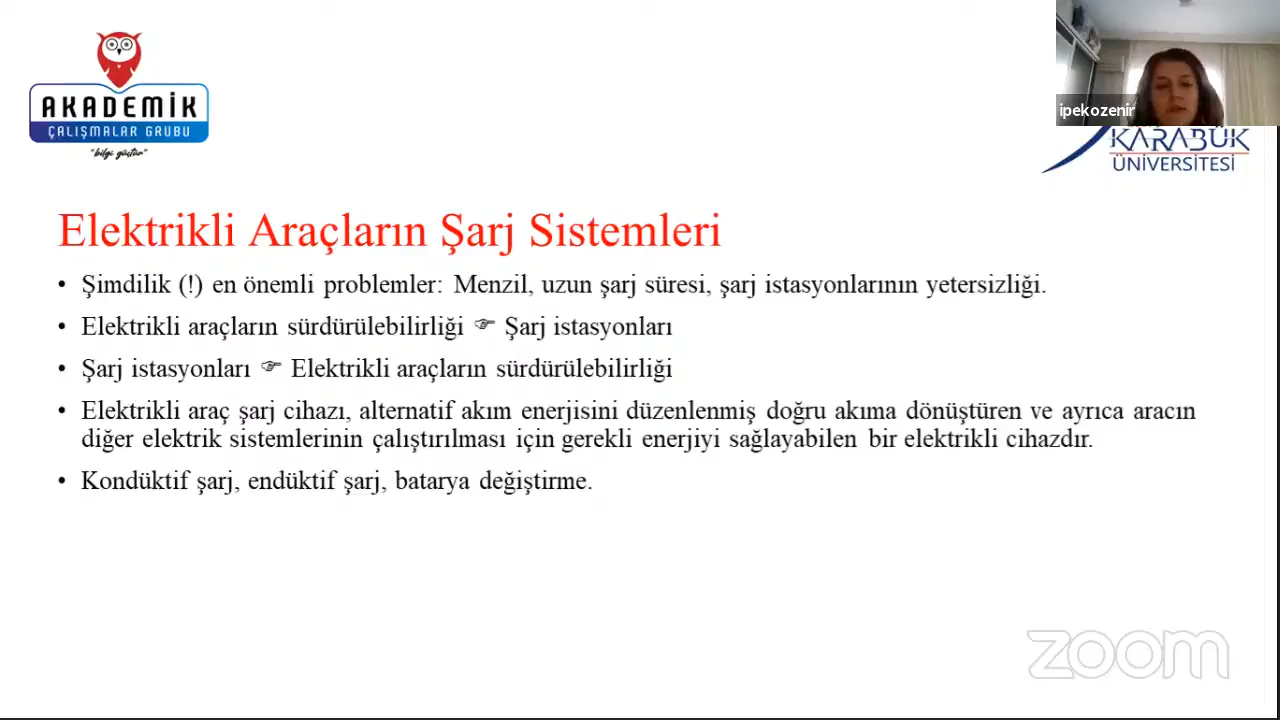 AKADEMİK
ÇALIŞMALAR GRUBU
"bilgi güçtür"
ipekozenir
KARABÜK
ÜNİVERSİTESİ
Elektrikli Araçların Şarj Sistemleri
• Şimdilik (!) en önemli problemler: Menzil, uzun şarj süresi, şarj istasyonlarının yetersizliği.
• Elektrikli araçların sürdürülebilirliği ☞ Şarj istasyonları
• Şarj istasyonları ☞ Elektrikli araçların sürdürülebilirliği
• Elektrikli araç şarj cihazı, alternatif akım enerjisini düzenlenmiş doğru akıma dönüştüren ve ayrıca aracın
diğer elektrik sistemlerinin çalıştırılması için gerekli enerjiyi sağlayabilen bir elektrikli cihazdır.
• Kondüktif şarj, endüktif şarj, batarya değiştirme.
zoom